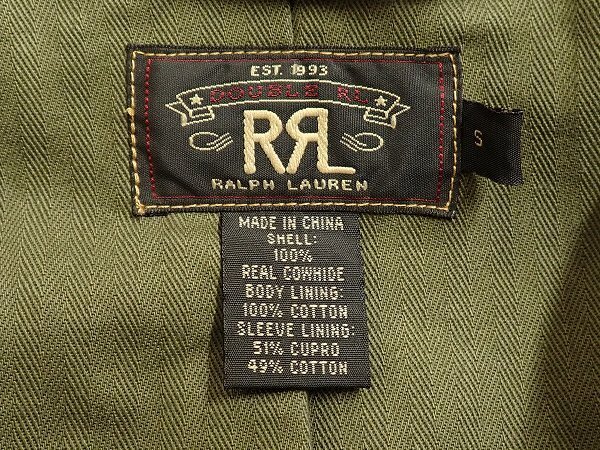 EST. 1993
DOUBLE RL
RRL
RALPH LAUREN
S
MADE IN CHINA
SHELL:
100%
REAL COWHIDE
BODY LINING:
100% COTTON
SLEEVE LINING:
51% CUPRO
49% COTTON